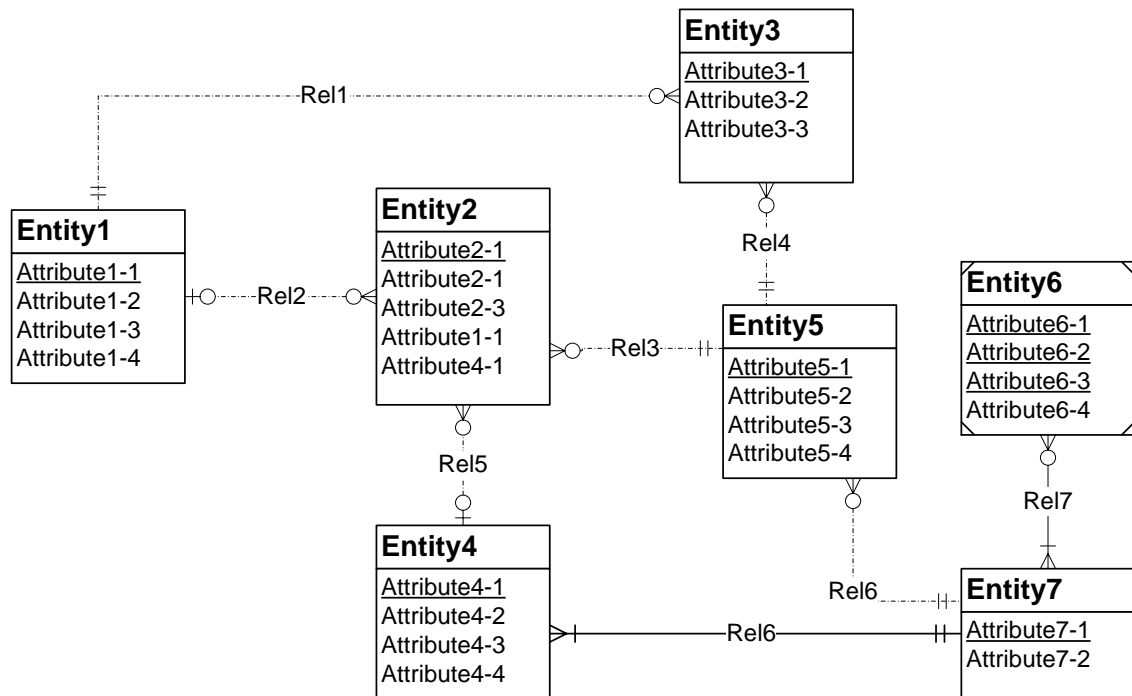 Entity3
Attribute3-1
Attribute3-2
Attribute3-3
Rel1
Entity1
Attribute1-1
Attribute1-2
Attribute1-3
Attribute1-4
Rel2
Entity2
Attribute2-1
Attribute2-1
Attribute2-3
Attribute1-1
Attribute4-1
Rel4
Rel3
Entity5
Attribute5-1
Attribute5-2
Attribute5-3
Attribute5-4
Entity6
Attribute6-1
Attribute6-2
Attribute6-3
Attribute6-4
Rel5
Rel7
Entity4
Attribute4-1
Attribute4-2
Attribute4-3
Attribute4-4
Rel6
Rel6
Entity7
Attribute7-1
Attribute7-2